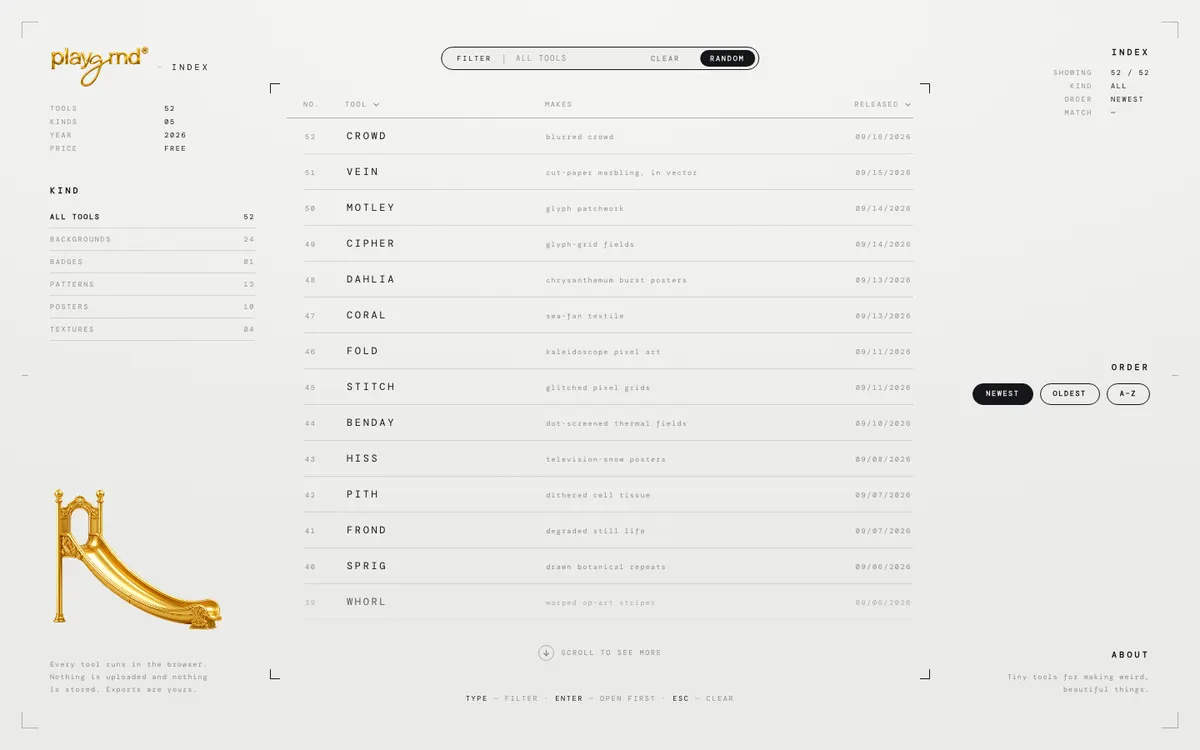 playgrnd®
– INDEX
TOOLS 52
KINDS 05
YEAR 2026
PRICE FREE
KIND
ALL TOOLS 52
BACKGROUNDS 24
BADGES 01
PATTERNS 13
POSTERS 10
TEXTURES 04
Every tool runs in the browser.
Nothing is uploaded and nothing
is stored. Exports are yours.
FILTER | ALL TOOLS CLEAR RANDOM
NO. TOOL MAKES RELEASED
52 CROWD blurred crowd 09/16/2026
51 VEIN cut-paper marbling, in vector 09/15/2026
50 MOTLEY glyph patchwork 09/14/2026
49 CIPHER glyph-grid fields 09/14/2026
48 DAHLIA chrysanthemum burst posters 09/13/2026
47 CORAL sea-fan textile 09/13/2026
46 FOLD kaleidoscope pixel art 09/11/2026
45 STITCH glitched pixel grids 09/11/2026
44 BENDAY dot-screened thermal fields 09/10/2026
43 HISS television-snow posters 09/08/2026
42 PITH dithered cell tissue 09/07/2026
41 FROND degraded still life 09/07/2026
40 SPRIG drawn botanical repeats 09/06/2026
39 WHORL warped op-art stripes 09/06/2026
SCROLL TO SEE MORE
TYPE – FILTER · ENTER – OPEN FIRST · ESC – CLEAR
INDEX
SHOWING 52 / 52
KIND ALL
ORDER NEWEST
MATCH –
ORDER
NEWEST OLDEST A–Z
ABOUT
Tiny tools for making weird,
beautiful things.